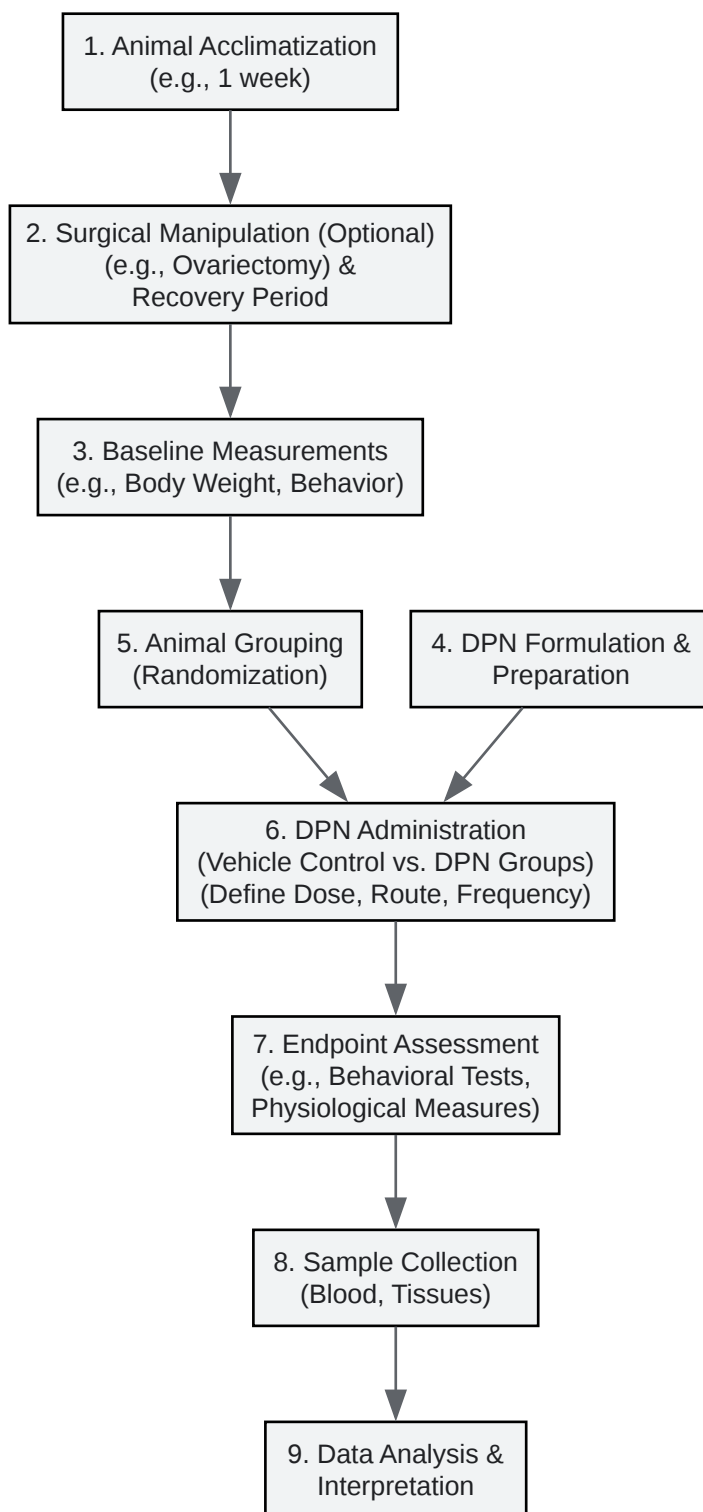 1. Animal Acclimatization
(e.g., 1 week)
2. Surgical Manipulation (Optional)
(e.g., Ovariectomy) &
Recovery Period
3. Baseline Measurements
(e.g., Body Weight, Behavior)
5. Animal Grouping
(Randomization)
4. DPN Formulation &
Preparation
6. DPN Administration
(Vehicle Control vs. DPN Groups)
(Define Dose, Route, Frequency)
7. Endpoint Assessment
(e.g., Behavioral Tests,
Physiological Measures)
8. Sample Collection
(Blood, Tissues)
9. Data Analysis &
Interpretation